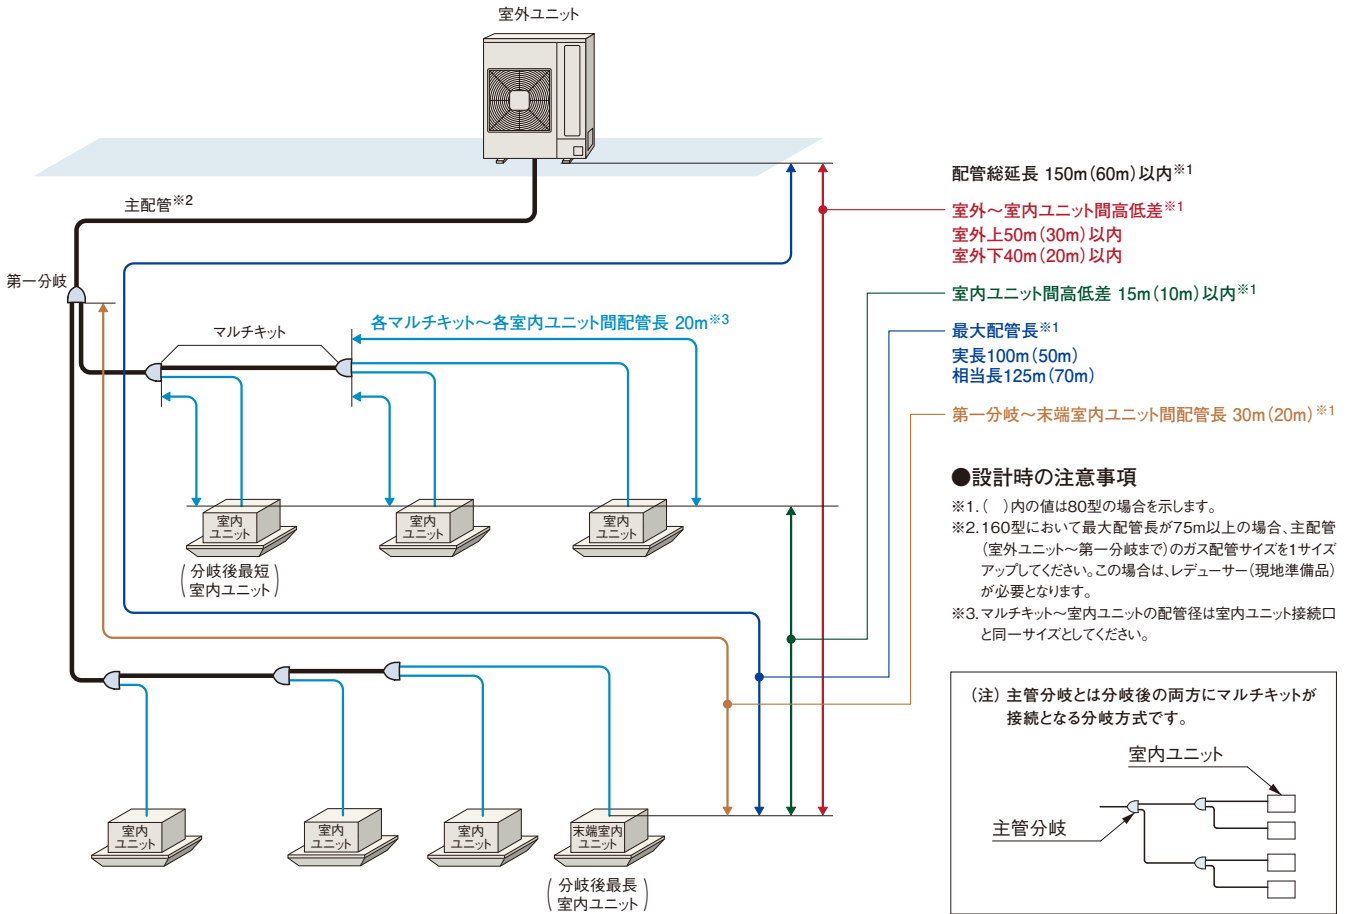 室外ユニット
主配管※2
第一分岐
マルチキット
各マルチキット～各室内ユニット間配管長 20m※3
室内
ユニット
(分岐後最短
室内ユニット)
室内
ユニット
室内
ユニット
室内
ユニット
室内
ユニット
室内
ユニット
末端室内
ユニット
(分岐後最長
室内ユニット)
配管総延長 150m（60m）以内※1
室外～室内ユニット間高低差※1
室外上50m（30m）以内
室外下40m（20m）以内
室内ユニット間高低差 15m（10m）以内※1
最大配管長※1
実長100m（50m）
相当長125m（70m）
第一分岐～末端室内ユニット間配管長 30m（20m）※1
●設計時の注意事項
※1.（　）内の値は80型の場合を示します。
※2.160型において最大配管長が75m以上の場合、主配管
（室外ユニット～第一分岐まで）のガス配管サイズを1サイズ
アップしてください。この場合は、レデューサー（現地準備品）
が必要となります。
※3.マルチキット～室内ユニットの配管径は室内ユニット接続口
と同一サイズとしてください。
（注）主管分岐とは分岐後の両方にマルチキットが
接続となる分岐方式です。
室内ユニット
主管分岐